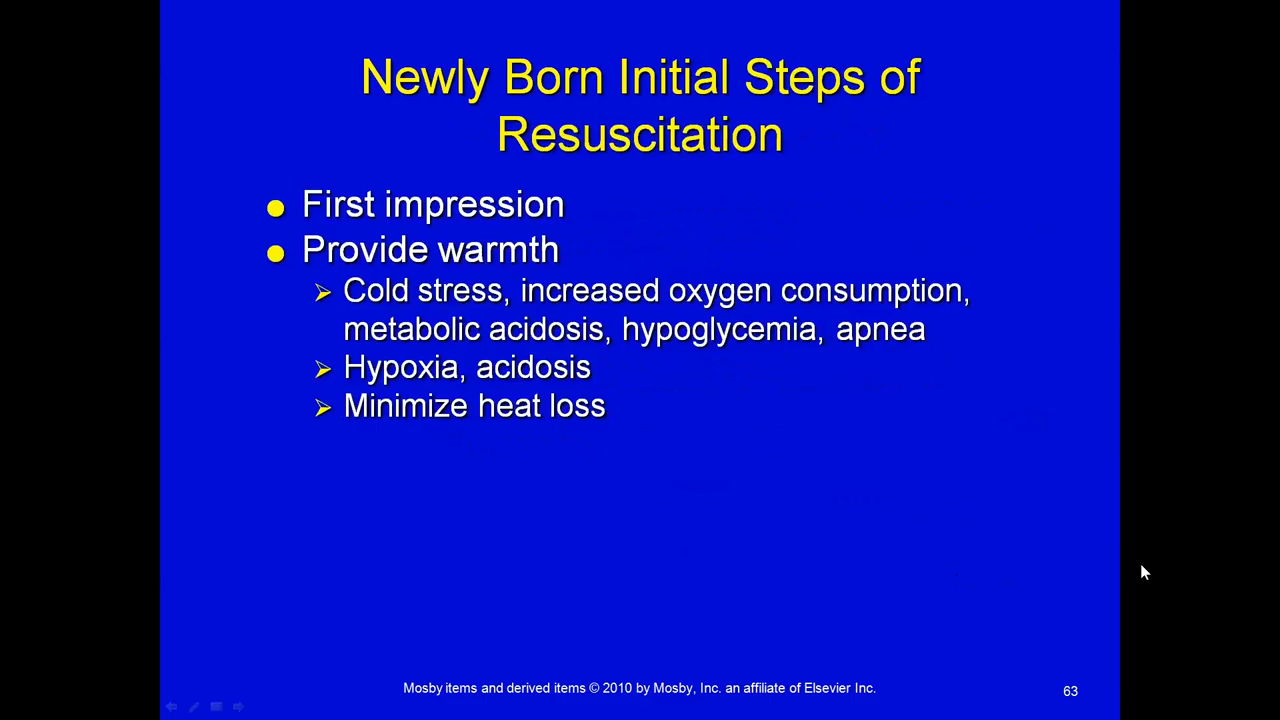 Newly Born Initial Steps of
Resuscitation
First impression
Provide warmth
Cold stress, increased oxygen consumption,
metabolic acidosis, hypoglycemia, apnea
Hypoxia, acidosis
Minimize heat loss
Mosby items and derived items © 2010 by Mosby, Inc. an affiliate of Elsevier Inc.
63